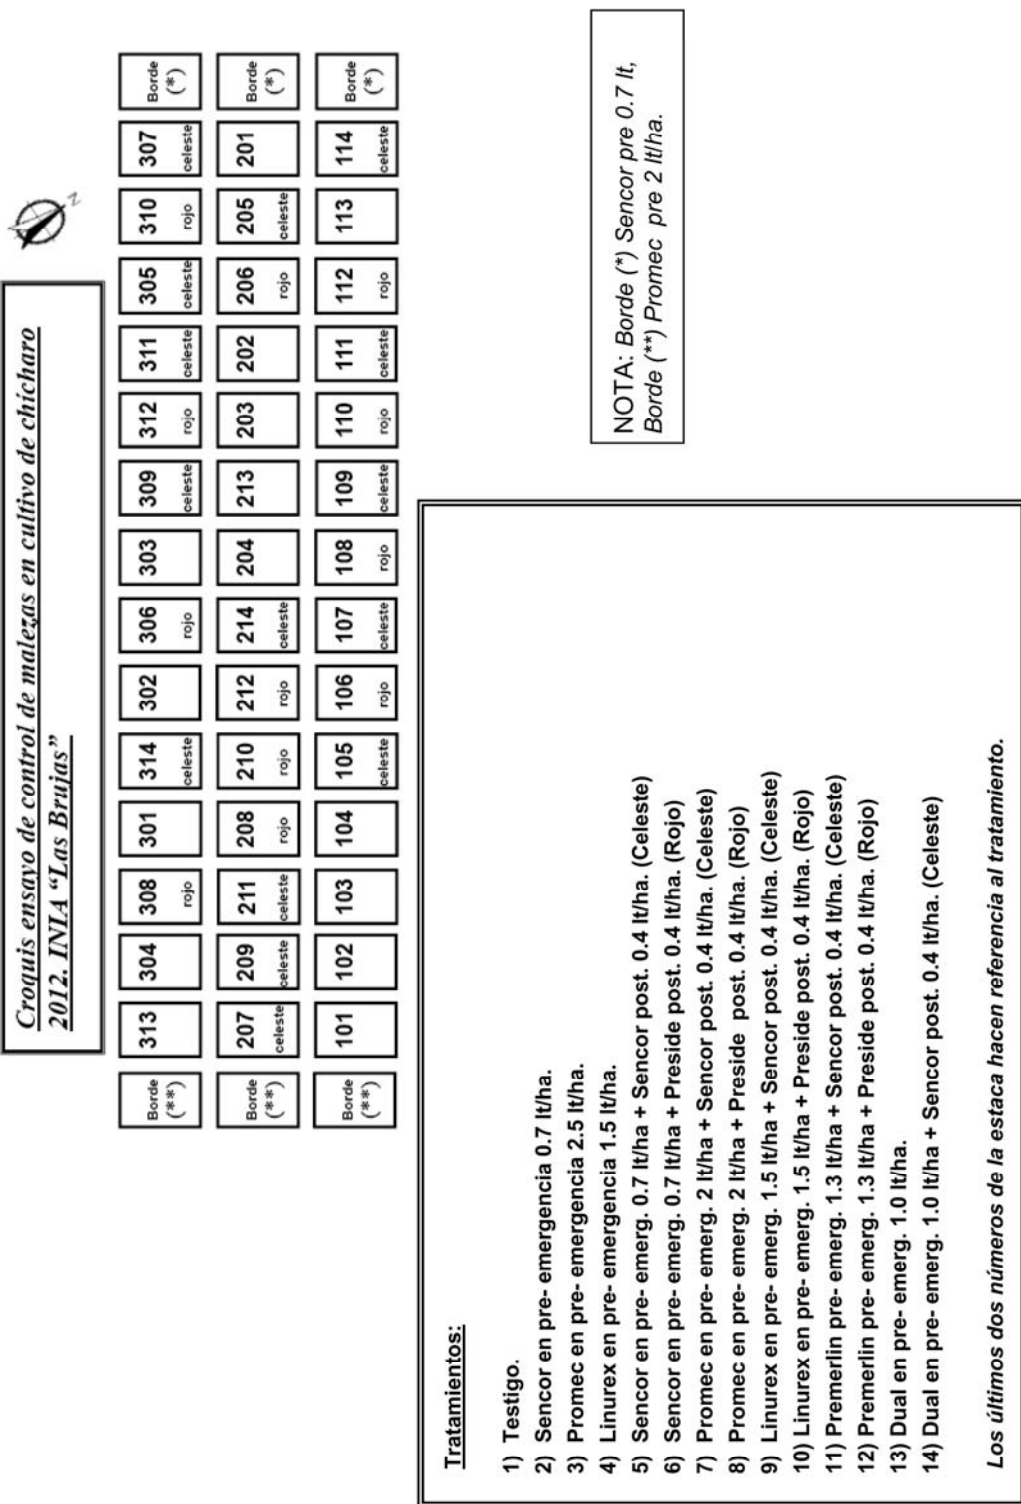 Croquis ensayo de control de malezas en cultivo de chícharo
2012. INIA “Las Brujas”
N
Borde 313 304 308 301 314 302 306 303 309 312 311 305 310 307 Borde
(**) rojo celeste rojo celeste rojo celeste celeste rojo celeste (*)
Borde 207 209 211 208 210 212 214 204 213 203 202 206 205 201 Borde
(**) celeste celeste celeste rojo rojo rojo celeste rojo celeste (*)
Borde 101 102 103 104 105 106 107 108 109 110 111 112 113 114 Borde
(**) celeste rojo celeste rojo celeste rojo celeste rojo celeste (*)
Tratamientos:
1) Testigo.
2) Sencor en pre- emergencia 0.7 lt/ha.
3) Promec en pre- emergencia 2.5 lt/ha.
4) Linurex en pre- emergencia 1.5 lt/ha.
5) Sencor en pre- emerg. 0.7 lt/ha + Sencor post. 0.4 lt/ha. (Celeste)
6) Sencor en pre- emerg. 0.7 lt/ha + Preside post. 0.4 lt/ha. (Rojo)
7) Promec en pre- emerg. 2 lt/ha + Sencor post. 0.4 lt/ha. (Celeste)
8) Promec en pre- emerg. 2 lt/ha + Preside post. 0.4 lt/ha. (Rojo)
9) Linurex en pre- emerg. 1.5 lt/ha + Sencor post. 0.4 lt/ha. (Celeste)
10) Linurex en pre- emerg. 1.5 lt/ha + Preside post. 0.4 lt/ha. (Rojo)
11) Premerlin pre- emerg. 1.3 lt/ha + Sencor post. 0.4 lt/ha. (Celeste)
12) Premerlin pre- emerg. 1.3 lt/ha + Preside post. 0.4 lt/ha. (Rojo)
13) Dual en pre- emerg. 1.0 lt/ha.
14) Dual en pre- emerg. 1.0 lt/ha + Sencor post. 0.4 lt/ha. (Celeste)
Los últimos dos números de la estaca hacen referencia al tratamiento.
NOTA: Borde (*) Sencor pre 0.7 lt,
Borde (**) Promec pre 2 lt/ha.